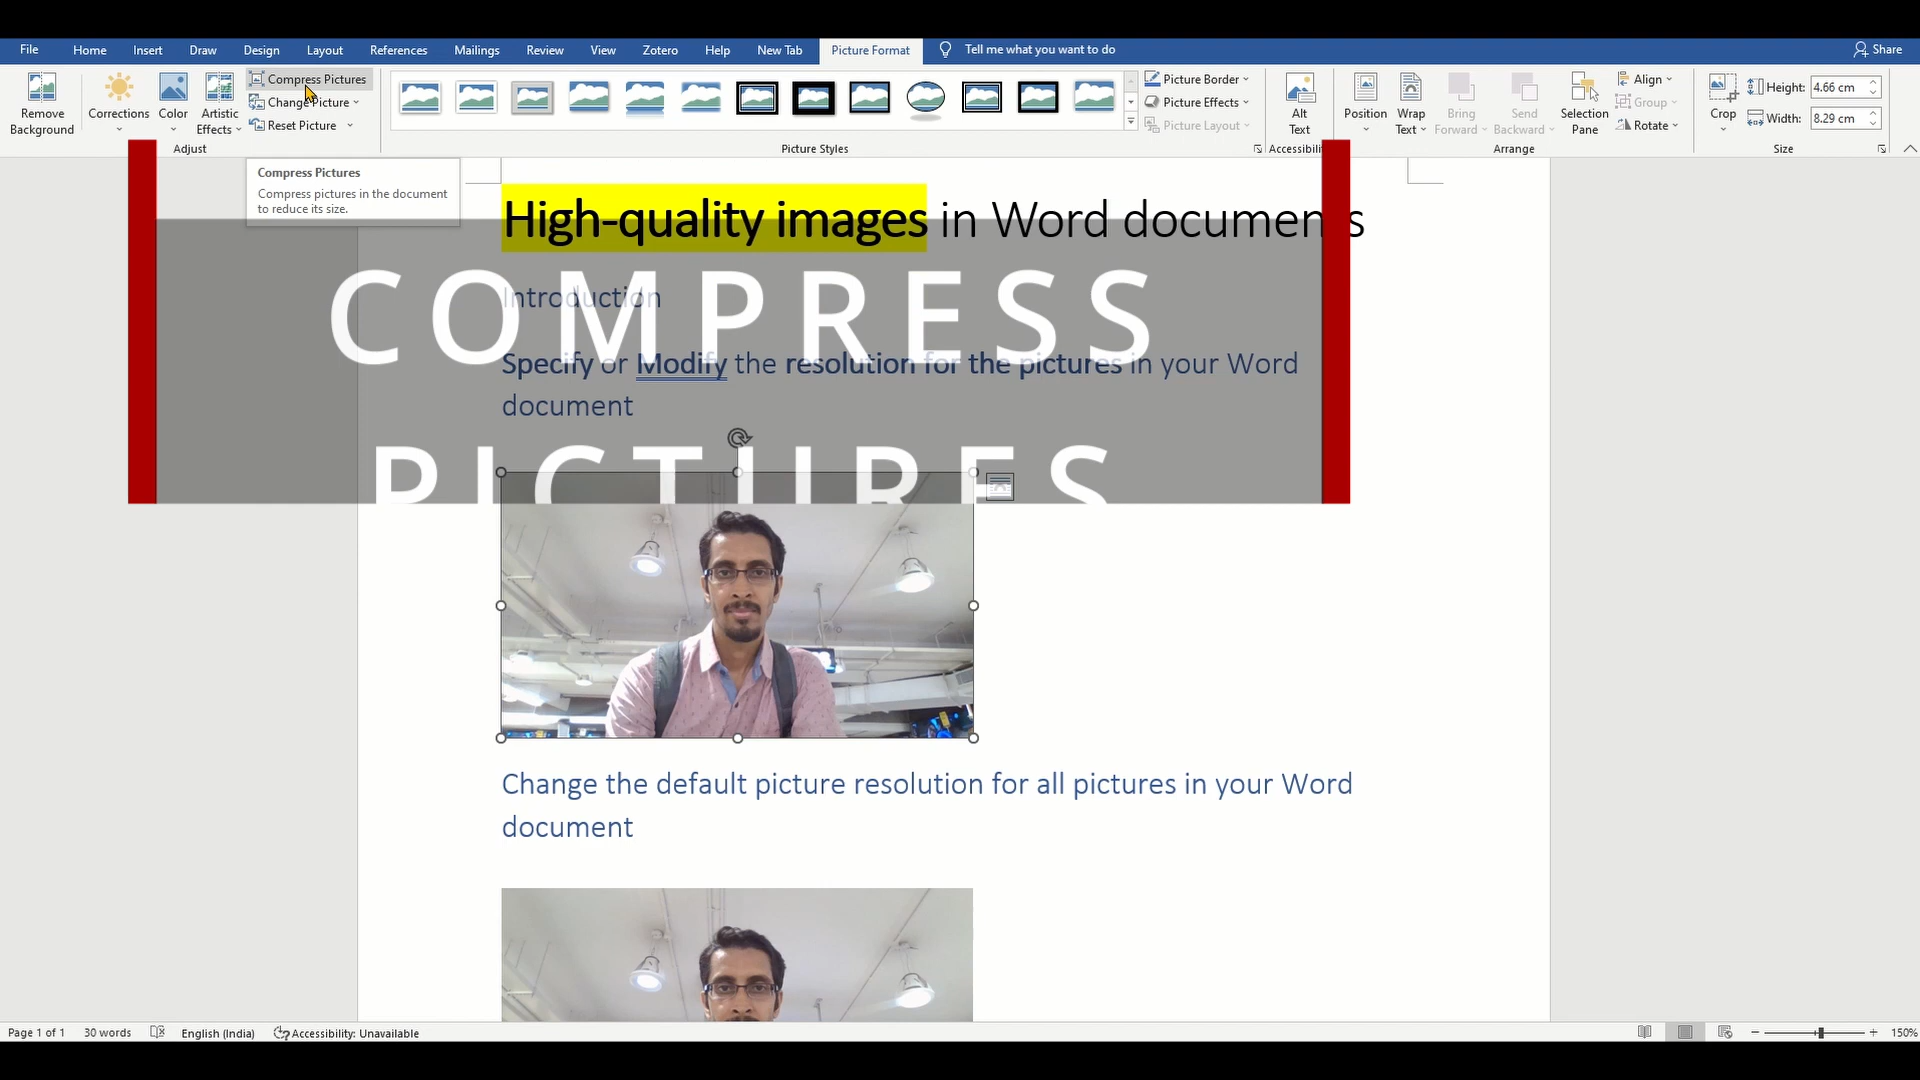 File Home Insert Draw Design Layout References Mailings Review View Zotero Help New Tab Picture Format Tell me what you want to do Share
Remove
Background
Corrections
Color
Artistic
Effects
Compress Pictures
Change Picture
Reset Picture
Adjust
Picture Styles
Picture Border
Picture Effects
Picture Layout
Alt
Text
Accessibili
Position
Wrap
Text
Bring
Forward
Send
Backward
Selection
Pane
Align
Group
Rotate
Arrange
Crop
Height: 4.66 cm
Width: 8.29 cm
Size
Compress Pictures
Compress pictures in the document
to reduce its size.
High-quality images in Word documents
COMPRESS
Introduction
Specify or Modify the resolution for the pictures in your Word
document
PICTURES
Change the default picture resolution for all pictures in your Word
document
Page 1 of 1 30 words English (India) Accessibility: Unavailable 150%